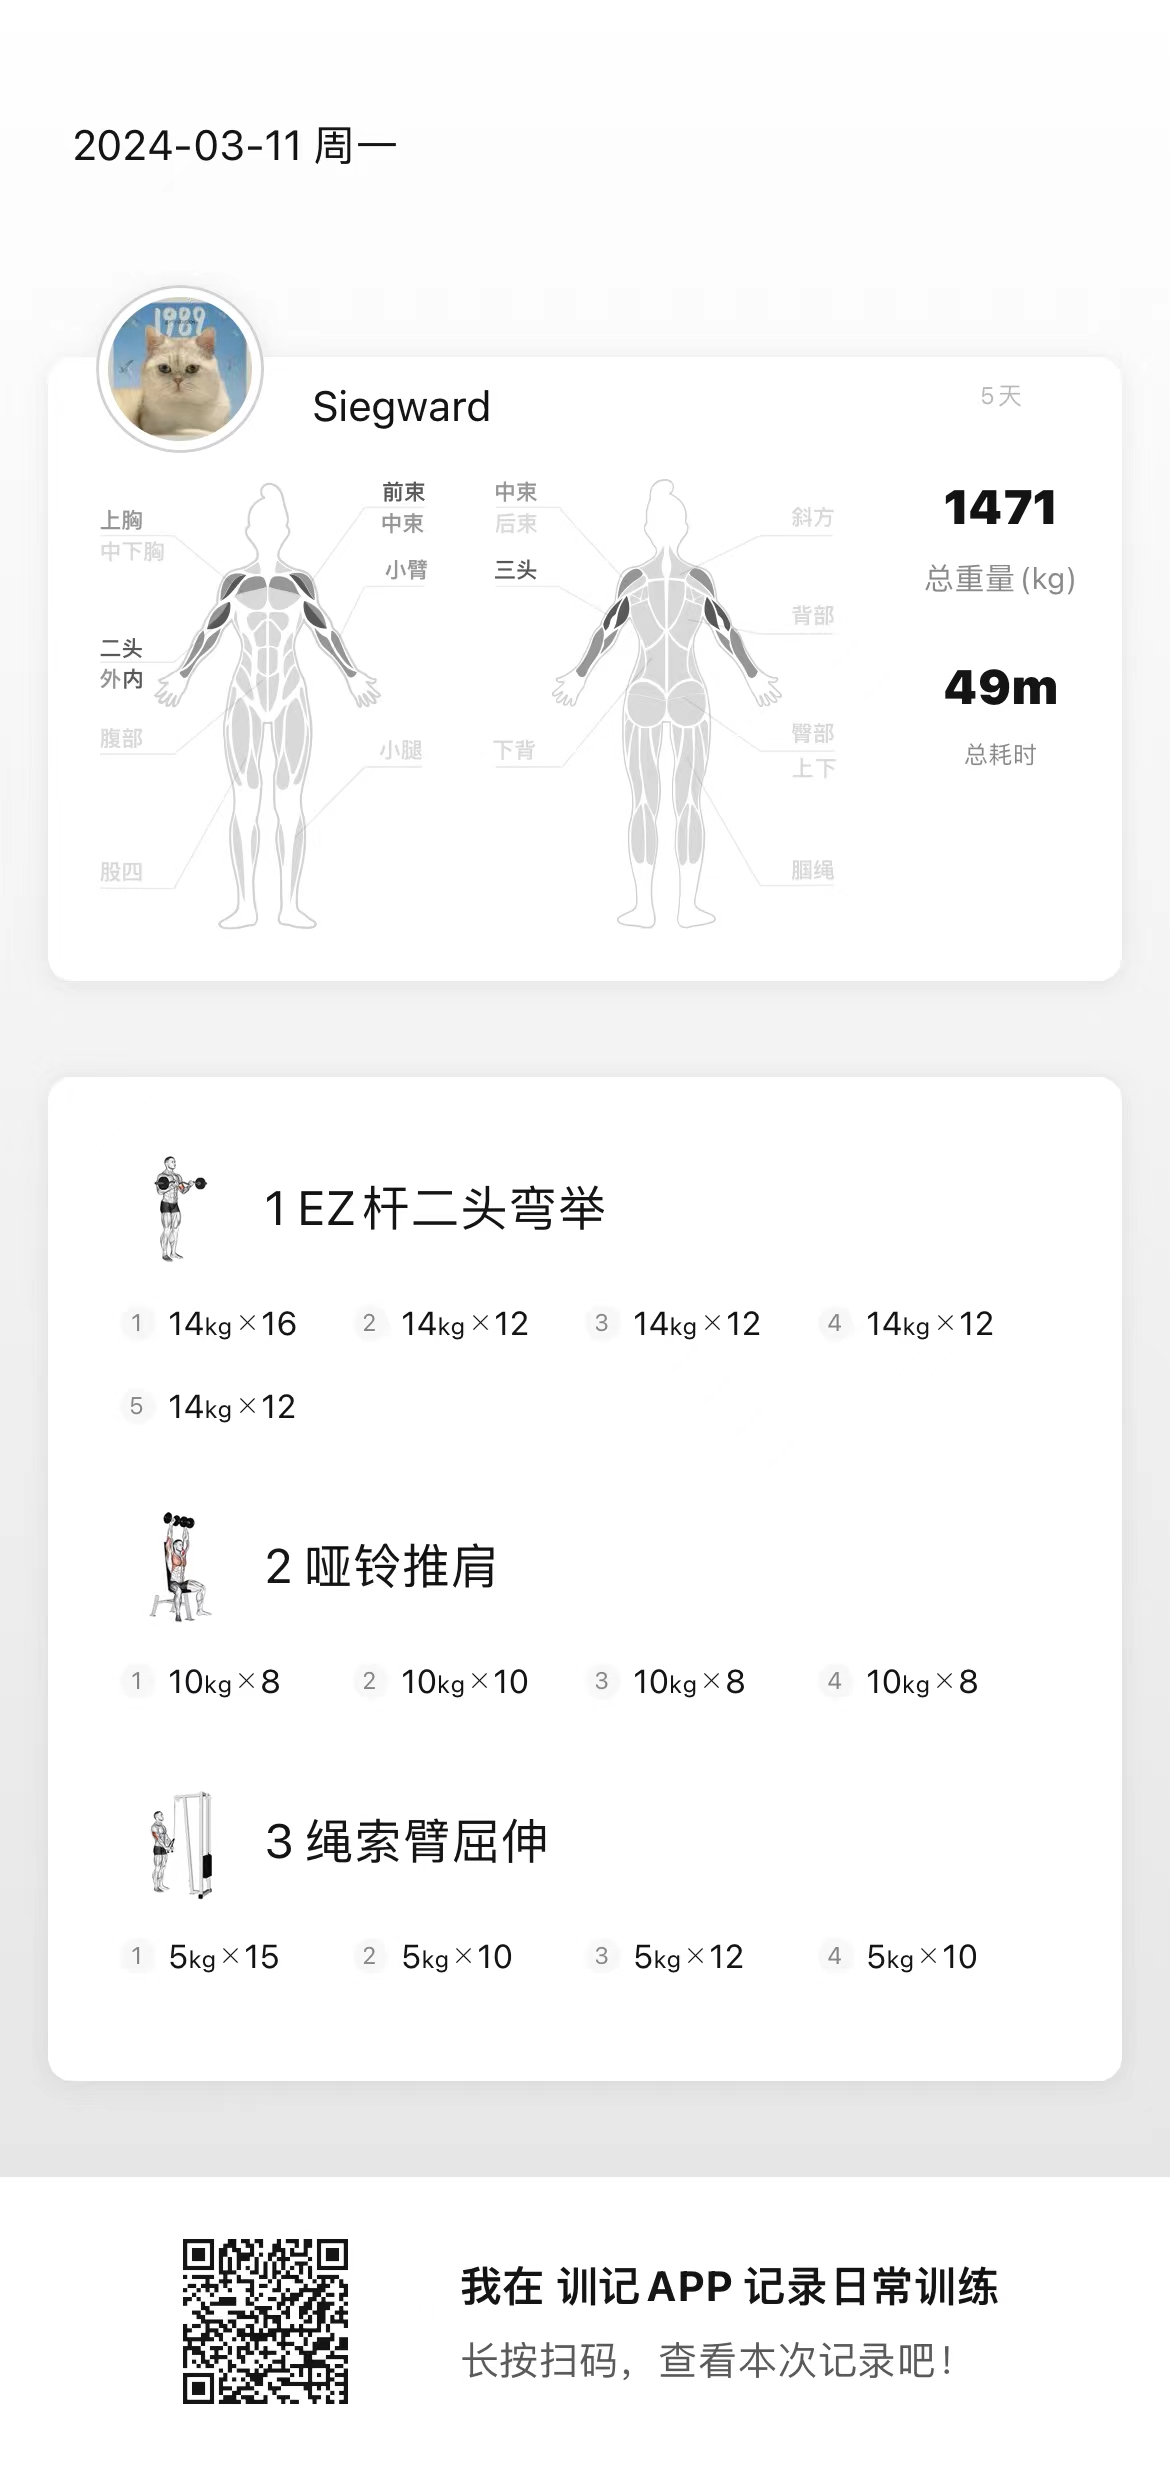 2024-03-11 周一
1989
Siegward
5天
上胸
中下胸
二头
外内
腹部
股四
前束
中束
小臂
小腿
中束
后束
三头
下背
斜方
背部
臀部
上下
腘绳
1471
总重量(kg)
49m
总耗时
1 EZ杆二头弯举
1 14kg×16 2 14kg×12 3 14kg×12 4 14kg×12
5 14kg×12
2 哑铃推肩
1 10kg×8 2 10kg×10 3 10kg×8 4 10kg×8
3 绳索臂屈伸
1 5kg×15 2 5kg×10 3 5kg×12 4 5kg×10
我在 训记APP 记录日常训练
长按扫码，查看本次记录吧！